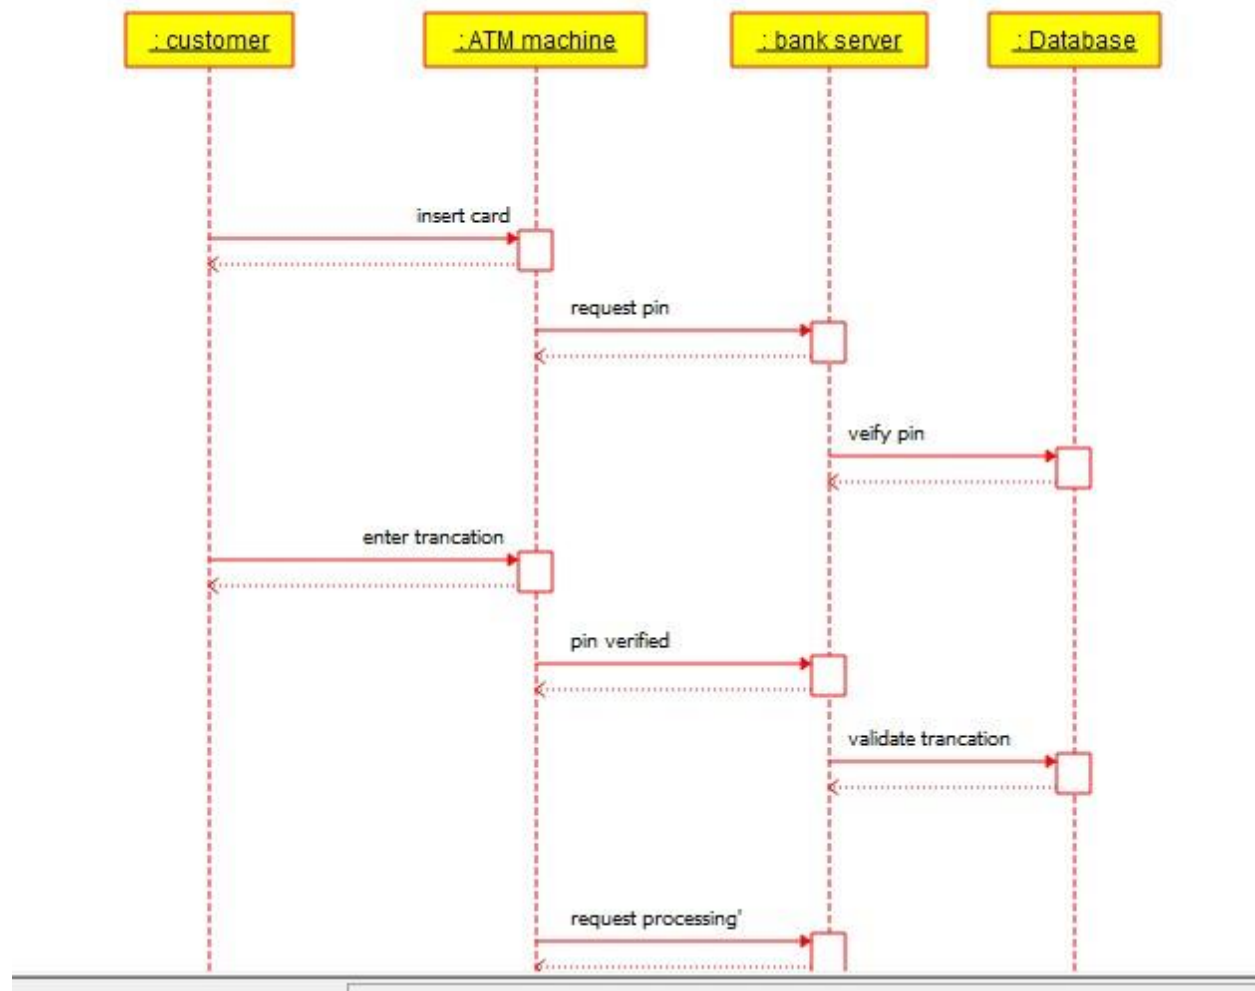 : customer
: ATM machine
: bank server
: Database
insert card
request pin
veify pin
enter trancation
pin verified
validate trancation
request processing'